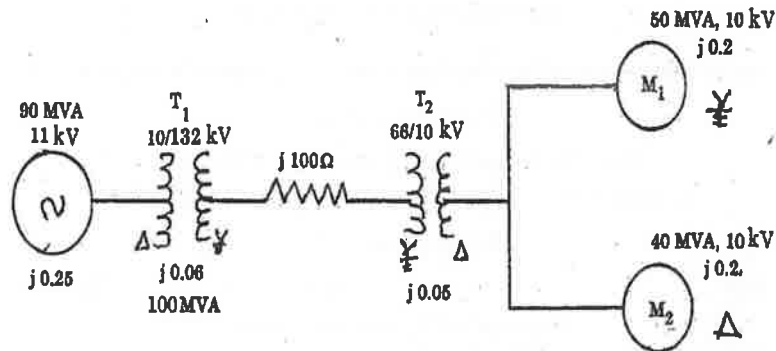 50 MVA, 10 kV
j 0.2
M1
90 MVA
11 kV
T1
10/132 kV
T2
66/10 kV
j 100Ω
Δ
Y
Y
Δ
j 0.25
j 0.06
100 MVA
j 0.05
40 MVA, 10 kV
j 0.2.
M2
Δ